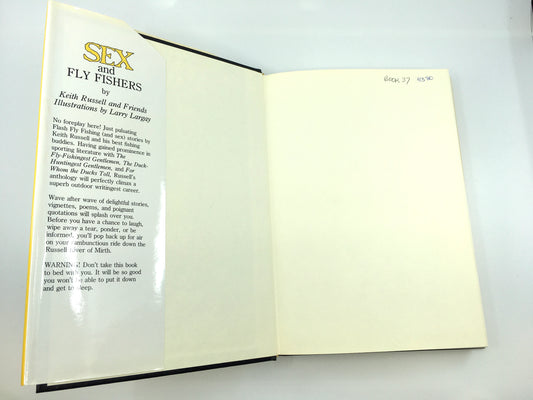 SEX
and
FLY FISHERS
by
Keith Russell and Friends
Illustrations by Larry Largay
No foreplay here! Just pulsating
Flash Fly Fishing (and sex) stories by
Keith Russell and his best fishing
buddies. Having gained prominence in
sporting literature with The
Fly-Fishingest Gentlemen, The Duck-
Huntingest Gentlemen, and For
Whom the Ducks Toll, Russell's
anthology will perfectly climax a
superb outdoor writingest career.
Wave after wave of delightful stories,
vignettes, poems, and poignant
quotations will splash over you.
Before you have a chance to laugh,
wipe away a tear, ponder, or be
informed, you'll pop back up for air
on your rambunctious ride down the
Russell River of Mirth.
WARNING! Don't take this book
to bed with you. It will be so good
you won't be able to put it down
and get to sleep.
BOOK 37